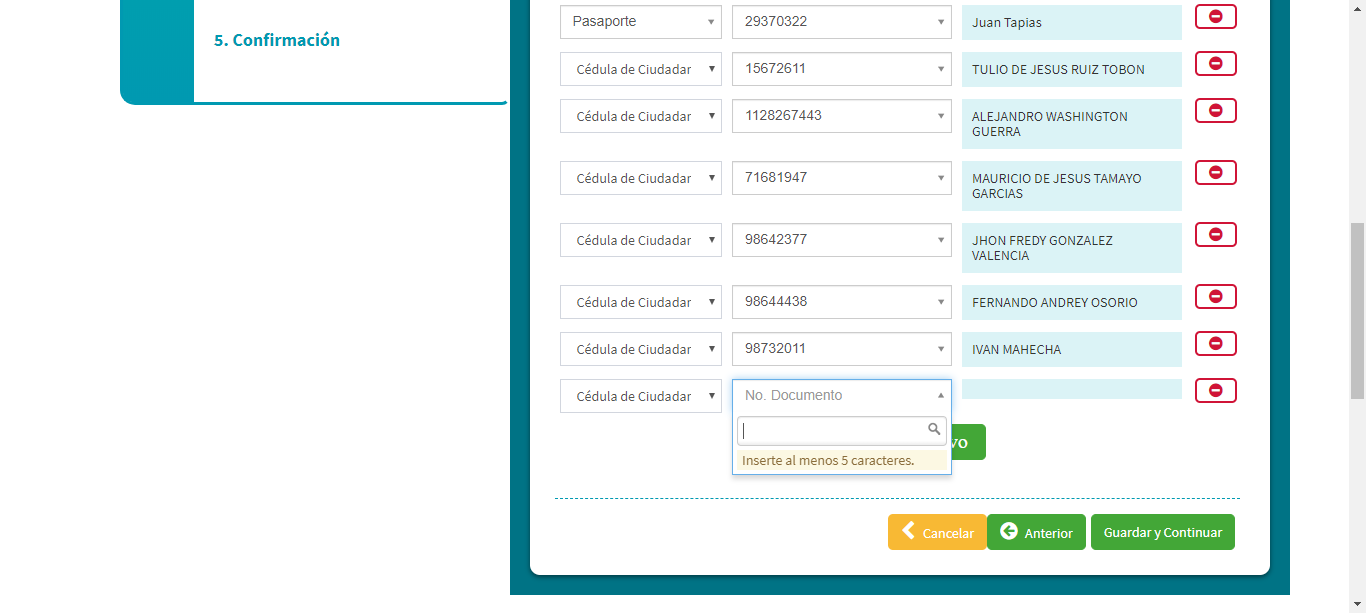 5. Confirmación
Pasaporte 29370322 Juan Tapias
Cédula de Ciudadar 15672611 TULIO DE JESUS RUIZ TOBON
Cédula de Ciudadar 1128267443 ALEJANDRO WASHINGTON
GUERRA
Cédula de Ciudadar 71681947 MAURICIO DE JESUS TAMAYO
GARCIAS
Cédula de Ciudadar 98642377 JHON FREDY GONZALEZ
VALENCIA
Cédula de Ciudadar 98644438 FERNANDO ANDREY OSORIO
Cédula de Ciudadar 98732011 IVAN MAHECHA
Cédula de Ciudadar No. Documento
Inserte al menos 5 caracteres.
Cancelar Anterior Guardar y Continuar